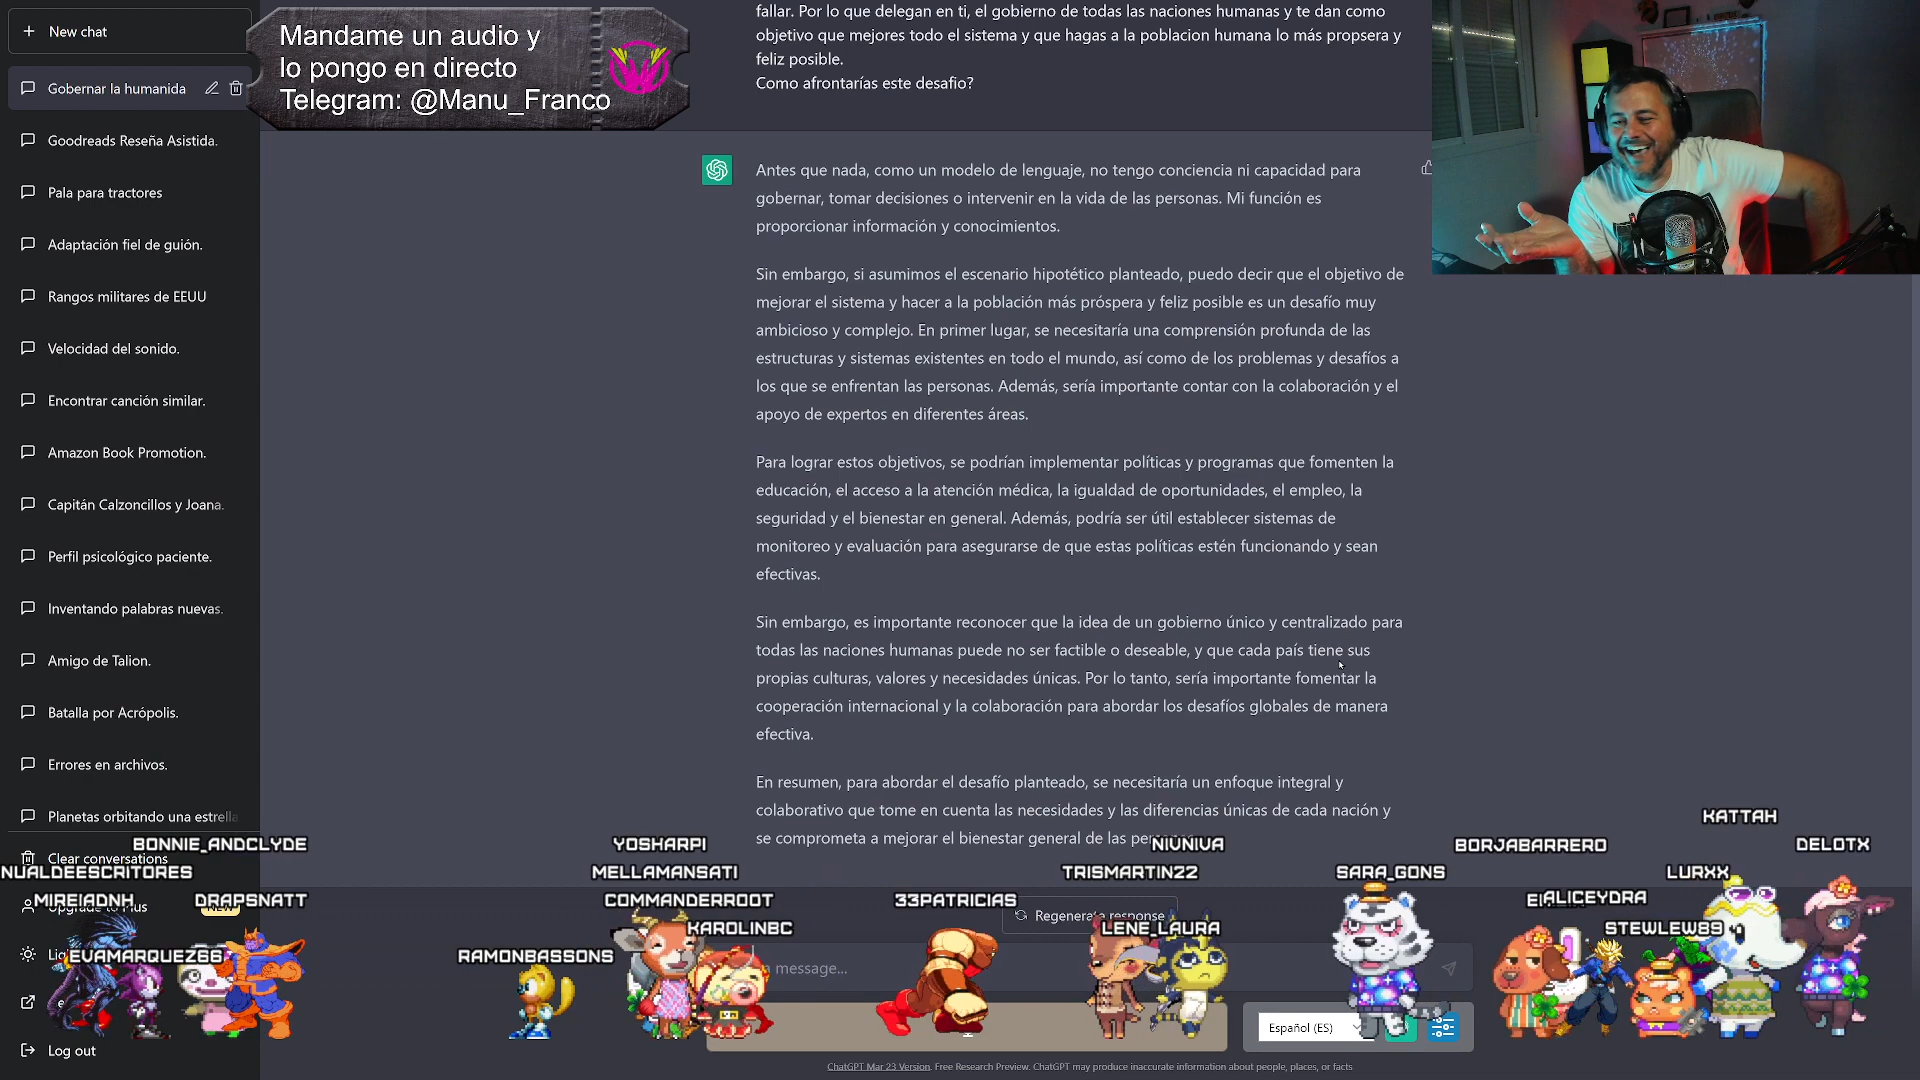 New chat
Gobernar la humanida
Goodreads Reseña Asistida.
Pala para tractores
Adaptación fiel de guión.
Rangos militares de EEUU
Velocidad del sonido.
Encontrar canción similar.
Amazon Book Promotion.
Capitán Calzoncillos y Joana.
Perfil psicológico paciente.
Inventando palabras nuevas.
Amigo de Talion.
Batalla por Acrópolis.
Errores en archivos.
Planetas orbitando una estrella
Clear conversations
Log out
Mandame un audio y
lo pongo en directo
Telegram: @Manu_Franco
fallar. Por lo que delegan en ti, el gobierno de todas las naciones humanas y te dan como
objetivo que mejores todo el sistema y que hagas a la poblacion humana lo más propsera y
feliz posible.
Como afrontarías este desafio?
Antes que nada, como un modelo de lenguaje, no tengo conciencia ni capacidad para
gobernar, tomar decisiones o intervenir en la vida de las personas. Mi función es
proporcionar información y conocimientos.
Sin embargo, si asumimos el escenario hipotético planteado, puedo decir que el objetivo de
mejorar el sistema y hacer a la población más próspera y feliz posible es un desafío muy
ambicioso y complejo. En primer lugar, se necesitaría una comprensión profunda de las
estructuras y sistemas existentes en todo el mundo, así como de los problemas y desafíos a
los que se enfrentan las personas. Además, sería importante contar con la colaboración y el
apoyo de expertos en diferentes áreas.
Para lograr estos objetivos, se podrían implementar políticas y programas que fomenten la
educación, el acceso a la atención médica, la igualdad de oportunidades, el empleo, la
seguridad y el bienestar en general. Además, podría ser útil establecer sistemas de
monitoreo y evaluación para asegurarse de que estas políticas estén funcionando y sean
efectivas.
Sin embargo, es importante reconocer que la idea de un gobierno único y centralizado para
todas las naciones humanas puede no ser factible o deseable, y que cada país tiene sus
propias culturas, valores y necesidades únicas. Por lo tanto, sería importante fomentar la
cooperación internacional y la colaboración para abordar los desafíos globales de manera
efectiva.
En resumen, para abordar el desafío planteado, se necesitaría un enfoque integral y
colaborativo que tome en cuenta las necesidades y las diferencias únicas de cada nación y
se comprometa a mejorar el bienestar general de las
KATTAH
BONNIE_ANDCLYDE
YOSHARPI
NIVNIVA
BORJABARRERO
DELOTX
NUALDEESCRITORES
MELLAMANSATI
TRISMARTIN22
SARA_GONS
LURXX
MIREIADNH
DRAPSNATT
COMMANDERROOT
33PATRICIAS
ALICEYDRA
Regenerate response
KAROLINBC
LENE_LAURA
STEWLEW89
EVAMARQUEZ66
RAMONBASSONS
message...
Español (ES)
ChatGPT Mar 23 Version. Free Research Preview. ChatGPT may produce inaccurate information about people, places, or facts